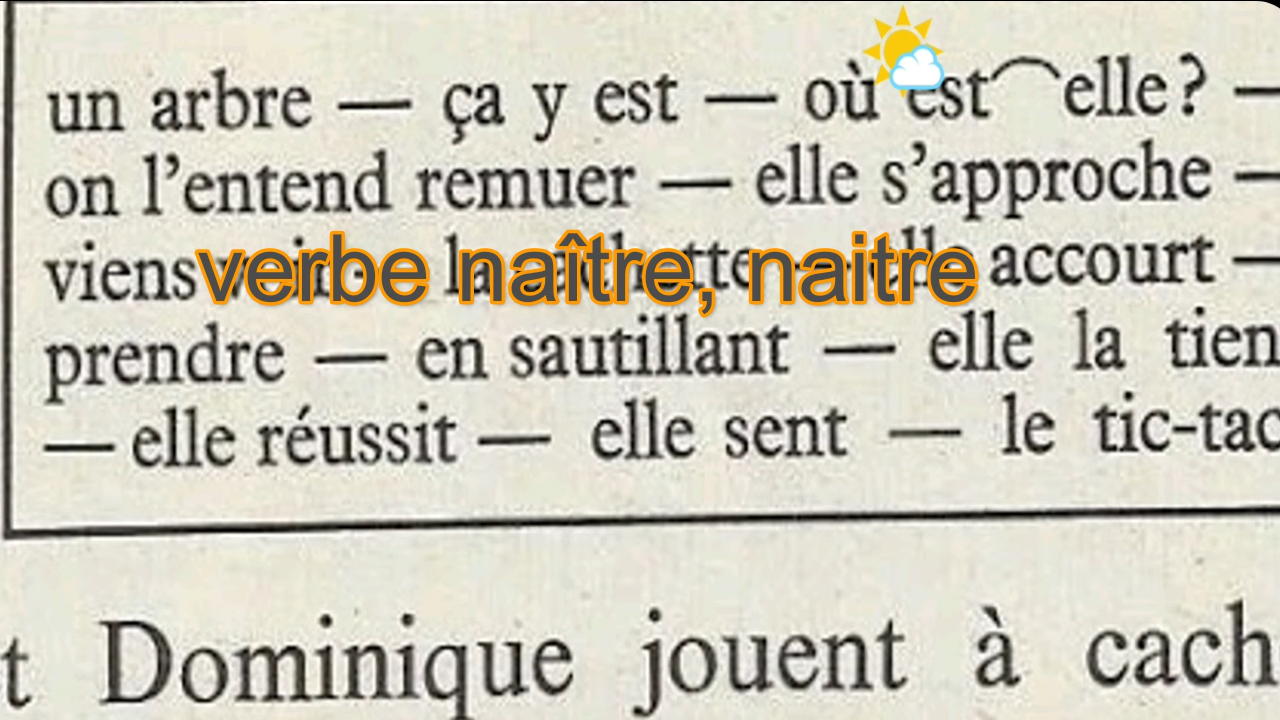 un arbre — ça y est — où est elle ? —
on l'entend remuer — elle s'approche —
viens accourt —
verbe naître, naitre
prendre — en sautillant — elle la tien
— elle réussit — elle sent — le tic-tac
t Dominique jouent à cach